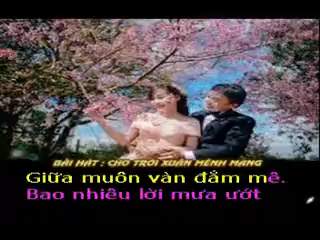 BÀI HÁT : CHO TRỜI XUÂN MÊNH MANG
Giữa muôn vàn đắm mê.
Bao nhiêu lời mưa ướt